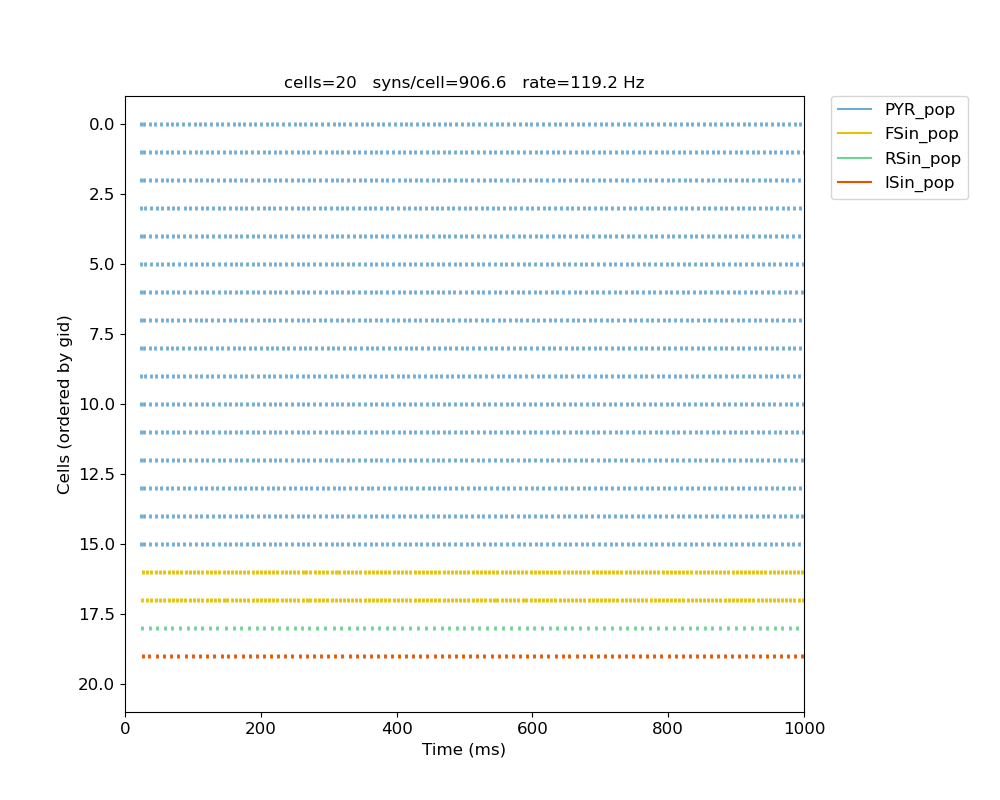 cells=20   syns/cell=906.6   rate=119.2 Hz
PYR_pop
FSin_pop
RSin_pop
ISin_pop
Cells (ordered by gid)
0.0
2.5
5.0
7.5
10.0
12.5
15.0
17.5
20.0
0 200 400 600 800 1000
Time (ms)